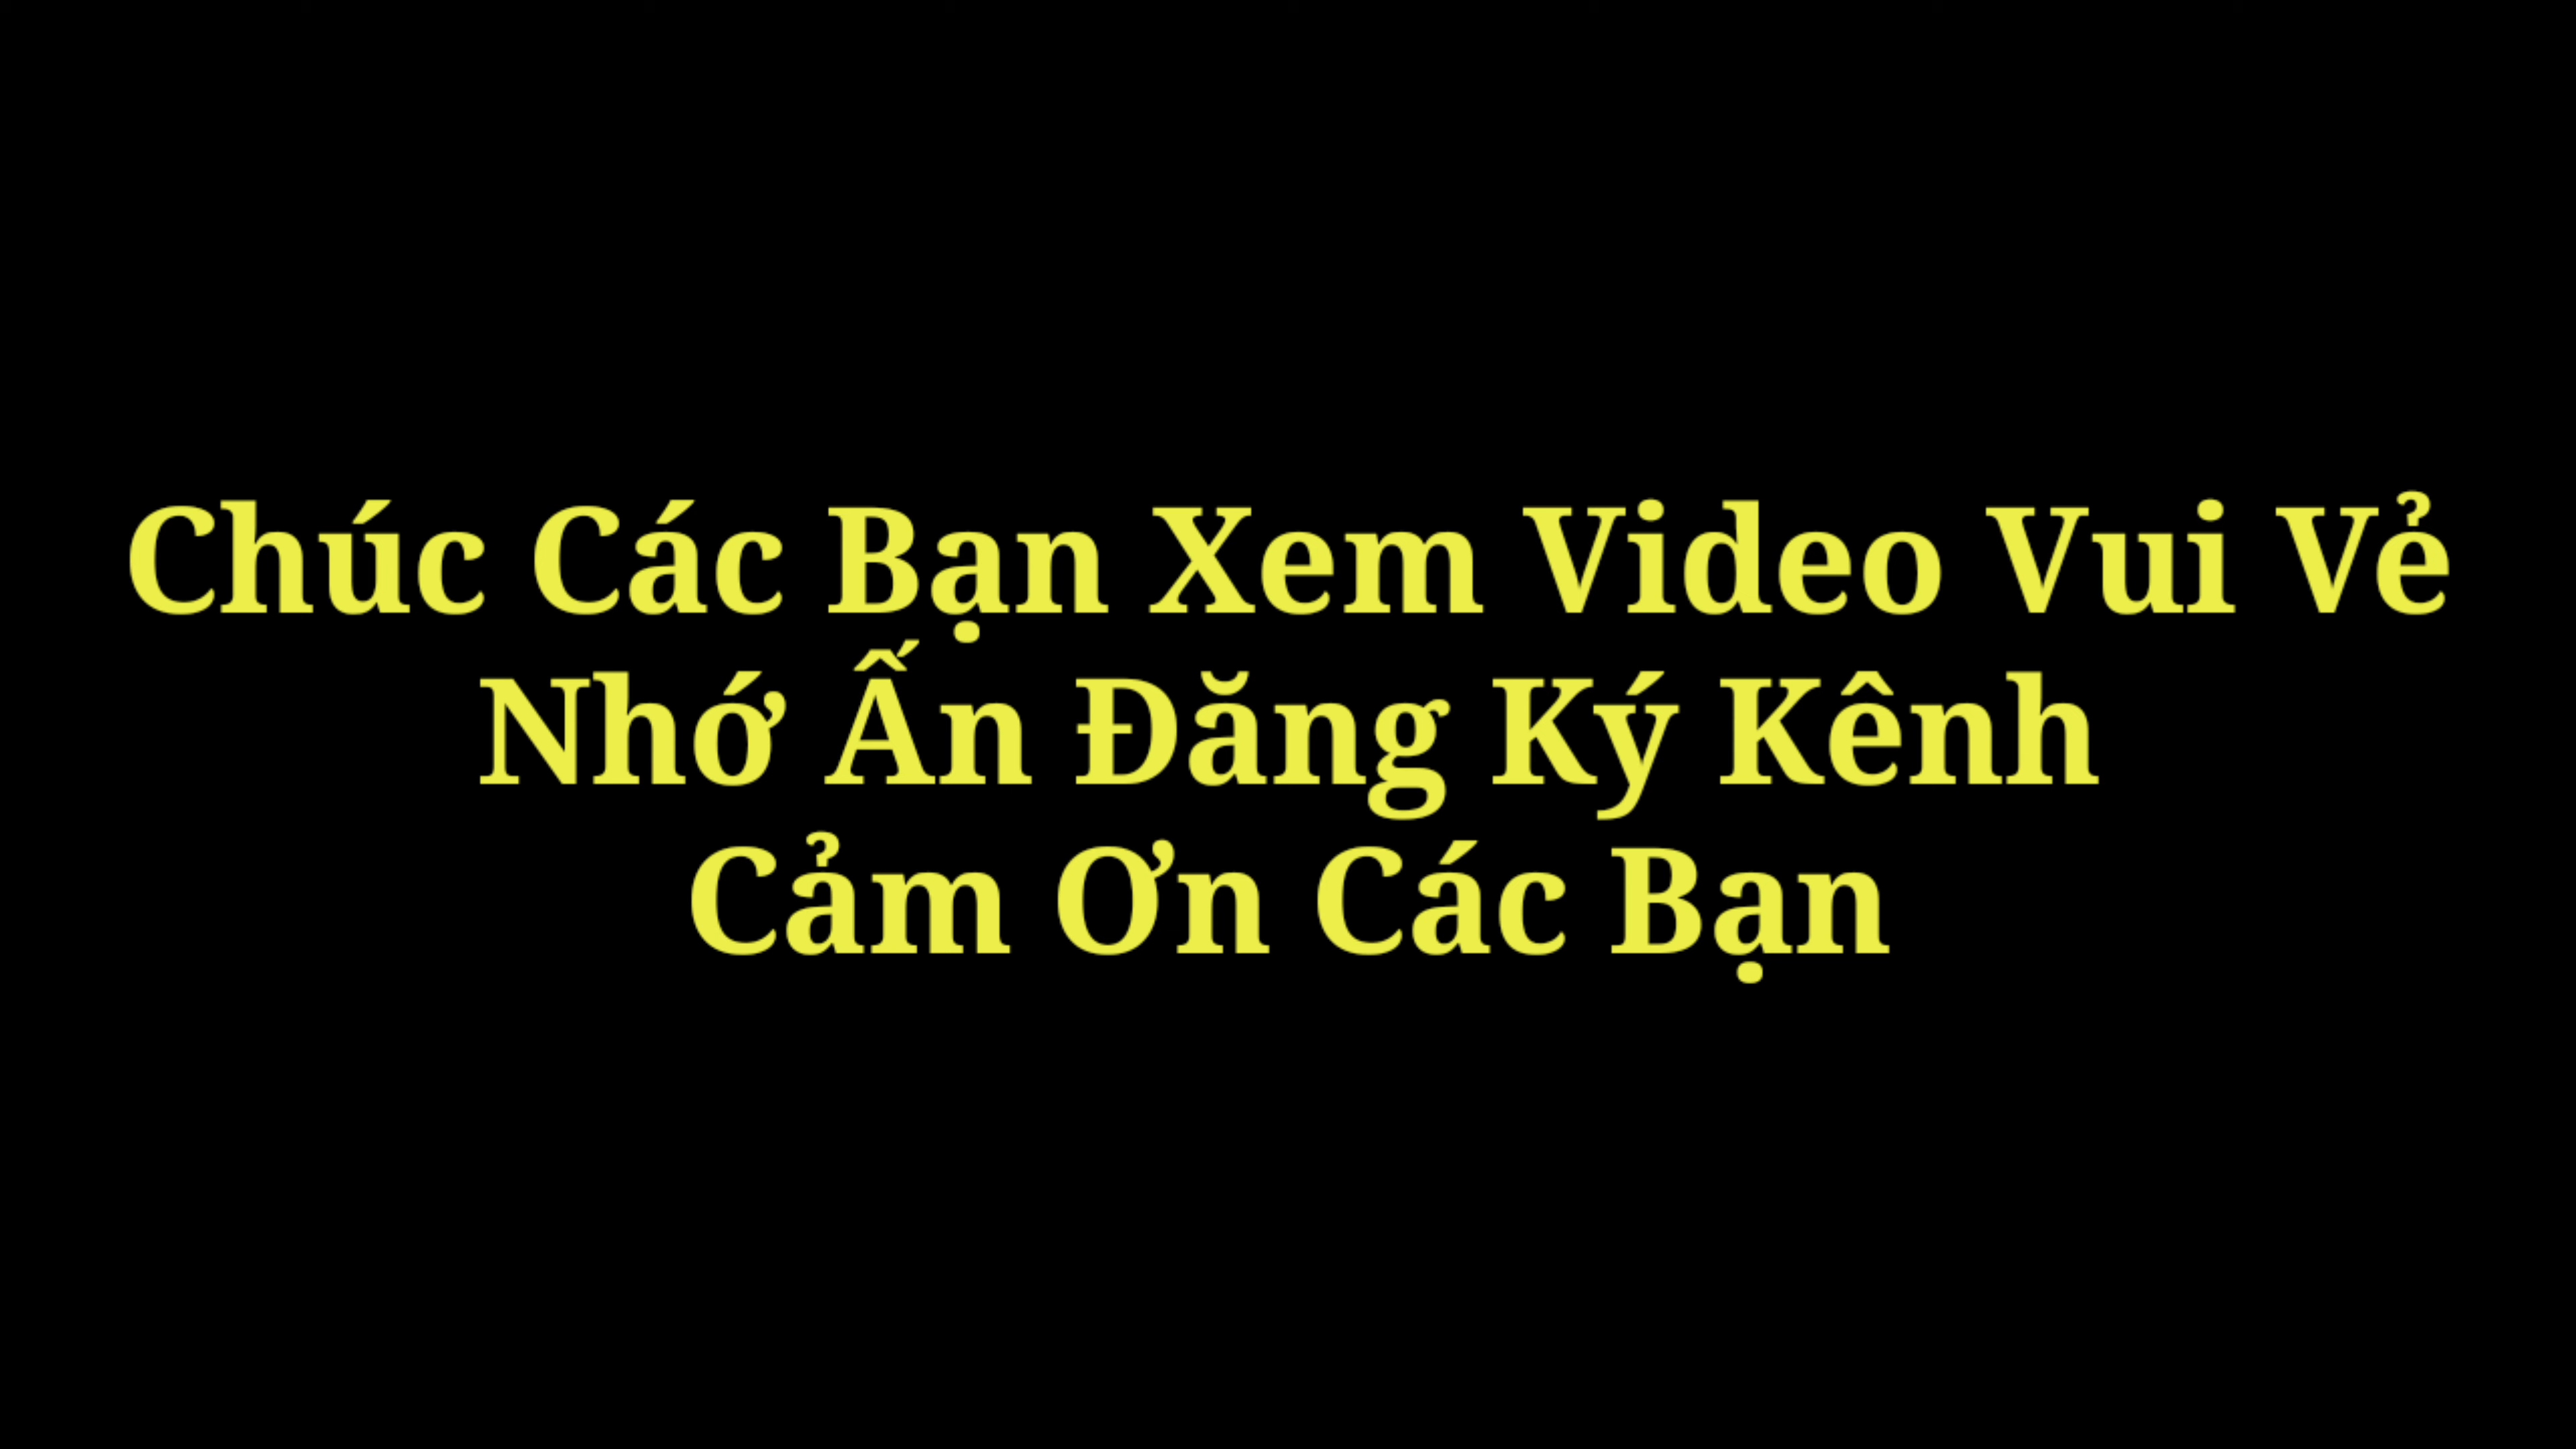 Chúc Các Bạn Xem Video Vui Vẻ
Nhớ Ấn Đăng Ký Kênh
Cảm Ơn Các Bạn